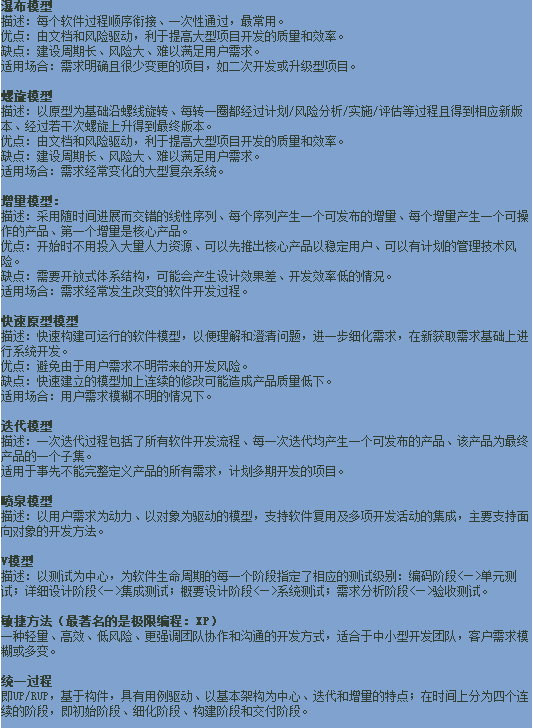 瀑布模型
描述：每个软件过程顺序衔接、一次性通过，最常用。
优点：由文档和风险驱动，利于提高大型项目开发的质量和效率。
缺点：建设周期长、风险大、难以满足用户需求。
适用场合：需求明确且很少变更的项目，如二次开发或升级型项目。
螺旋模型
描述：以原型为基础沿螺线旋转、每转一圈都经过计划/风险分析/实施/评估等过程且得到相应新版
本、经过若干次螺旋上升得到最终版本。
优点：由文档和风险驱动，利于提高大型项目开发的质量和效率。
缺点：建设周期长、风险大、难以满足用户需求。
适用场合：需求经常变化的大型复杂系统。
增量模型：
描述：采用随时间进展而交错的线性序列、每个序列产生一个可发布的增量、每个增量产生一个可操
作的产品、第一个增量是核心产品。
优点：开始时不用投入大量人力资源、可以先推出核心产品以稳定用户、可以有计划的管理技术风
险。
缺点：需要开放式体系结构，可能会产生设计效果差、开发效率低的情况。
适用场合：需求经常发生改变的软件开发过程。
快速原型模型
描述：快速构建可运行的软件模型，以便理解和澄清问题，进一步细化需求，在新获取需求基础上进
行系统开发。
优点：避免由于用户需求不明带来的开发风险。
缺点：快速建立的模型加上连续的修改可能造成产品质量低下。
适用场合：用户需求模糊不明的情况下。
迭代模型
描述：一次迭代过程包括了所有软件开发流程、每一次迭代均产生一个可发布的产品、该产品为最终
产品的一个子集。
适用于事先不能完整定义产品的所有需求，计划多期开发的项目。
喷泉模型
描述：以用户需求为动力、以对象为驱动的模型，支持软件复用及多项开发活动的集成，主要支持面
向对象的开发方法。
V模型
描述：以测试为中心，为软件生命周期的每一个阶段指定了相应的测试级别：编码阶段<—>单元测
试；详细设计阶段<—>集成测试；概要设计阶段<—>系统测试；需求分析阶段<—>验收测试。
敏捷方法（最著名的是极限编程：XP）
一种轻量、高效、低风险、更强调团队协作和沟通的开发方式，适合于中小型开发团队，客户需求模
糊或多变。
统一过程
即UP/RUP，基于构件，具有用例驱动、以基本架构为中心、迭代和增量的特点；在时间上分为四个连
续的阶段，即初始阶段、细化阶段、构建阶段和交付阶段。